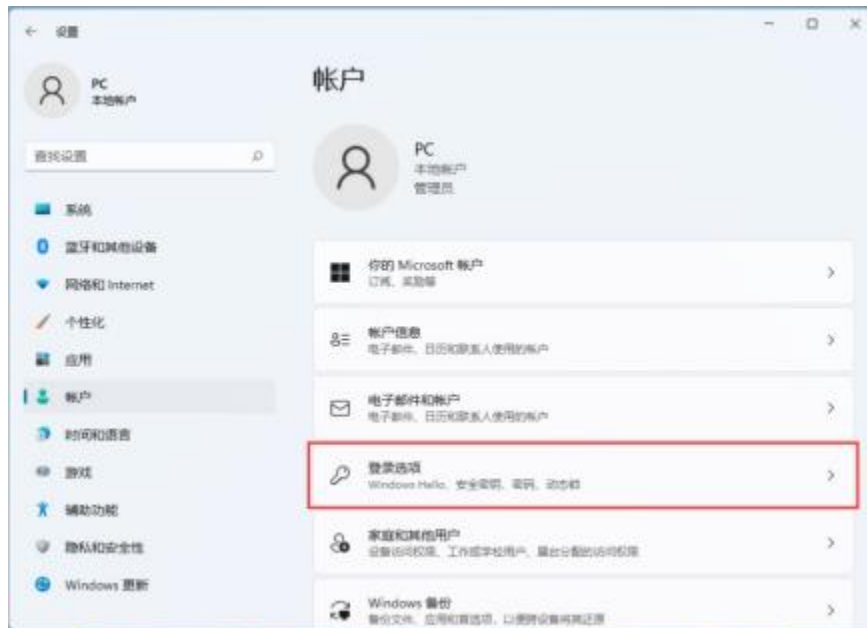 设置
PC
本地帐户
查找设置
系统
蓝牙和其他设备
网络和 Internet
个性化
应用
帐户
时间和语言
游戏
辅助功能
隐私和安全性
Windows 更新
帐户
PC
本地帐户
管理员
你的 Microsoft 帐户
订阅、奖励等
帐户信息
电子邮件、日历和联系人使用的帐户
电子邮件和帐户
电子邮件、日历和联系人使用的帐户
登录选项
Windows Hello、安全密钥、密码、动态锁
家庭和其他用户
设备访问权限、工作或学校用户、展台分配的访问权限
Windows 备份
备份文件、应用和首选项，以便跨设备将其还原